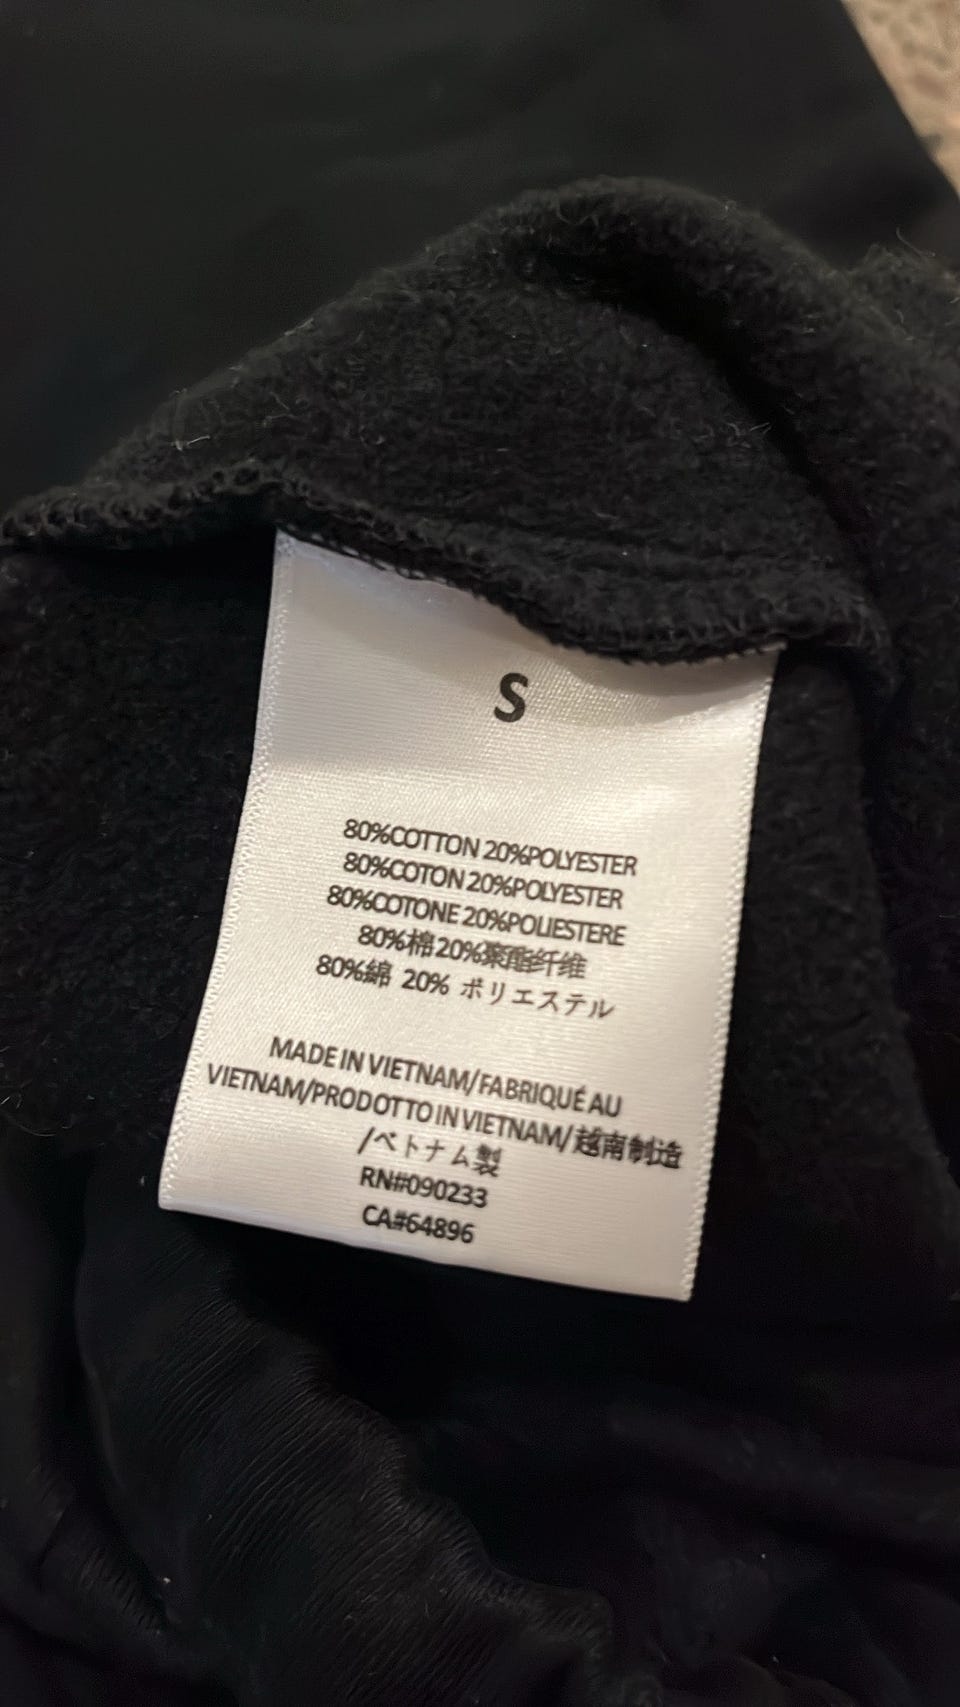 S
80%COTTON 20%POLYESTER
80%COTON 20%POLYESTER
80%COTONE 20%POLIESTERE
80%棉20%聚酯纤维
80%綿 20% ポリエステル
MADE IN VIETNAM/FABRIQUÉ AU
VIETNAM/PRODOTTO IN VIETNAM/越南制造
/ベトナム製
RN#090233
CA#64896